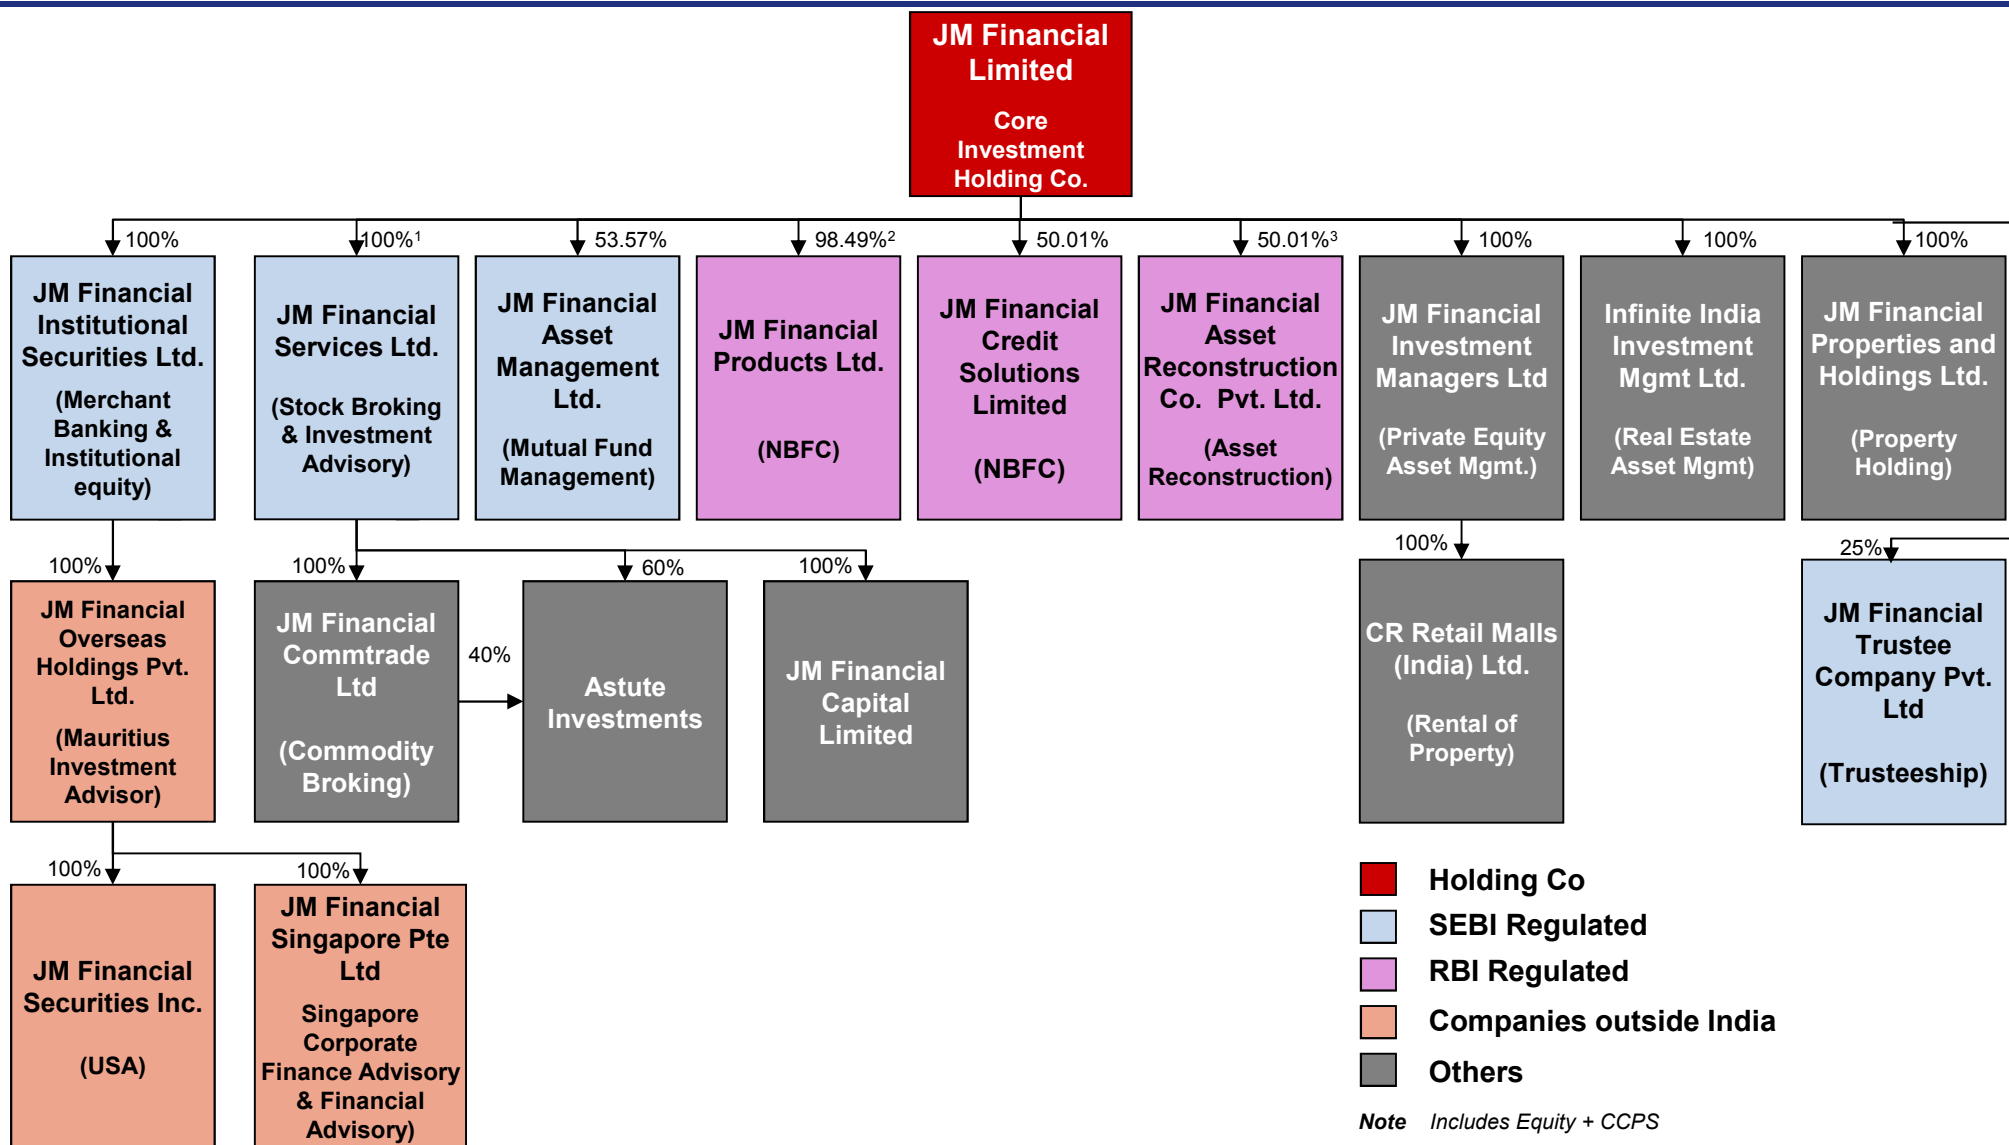 JM Financial
Limited
Core
Investment
Holding Co.
100%
100%¹
53.57%
98.49%²
50.01%
50.01%³
100%
100%
100%
JM Financial
Institutional
Securities Ltd.
(Merchant
Banking &
Institutional
equity)
JM Financial
Services Ltd.
(Stock Broking
& Investment
Advisory)
JM Financial
Asset
Management
Ltd.
(Mutual Fund
Management)
JM Financial
Products Ltd.
(NBFC)
JM Financial
Credit
Solutions
Limited
(NBFC)
JM Financial
Asset
Reconstruction
Co. Pvt. Ltd.
(Asset
Reconstruction)
JM Financial
Investment
Managers Ltd
(Private Equity
Asset Mgmt.)
Infinite India
Investment
Mgmt Ltd.
(Real Estate
Asset Mgmt)
JM Financial
Properties and
Holdings Ltd.
(Property
Holding)
100%
100%
60%
100%
100%
25%
JM Financial
Overseas
Holdings Pvt.
Ltd.
(Mauritius
Investment
Advisor)
JM Financial
Commtrade
Ltd
(Commodity
Broking)
40%
Astute
Investments
JM Financial
Capital
Limited
CR Retail Malls
(India) Ltd.
(Rental of
Property)
JM Financial
Trustee
Company Pvt.
Ltd
(Trusteeship)
100%
100%
JM Financial
Securities Inc.
(USA)
JM Financial
Singapore Pte
Ltd
Singapore
Corporate
Finance Advisory
& Financial
Advisory)
Holding Co
SEBI Regulated
RBI Regulated
Companies outside India
Others
Note Includes Equity + CCPS